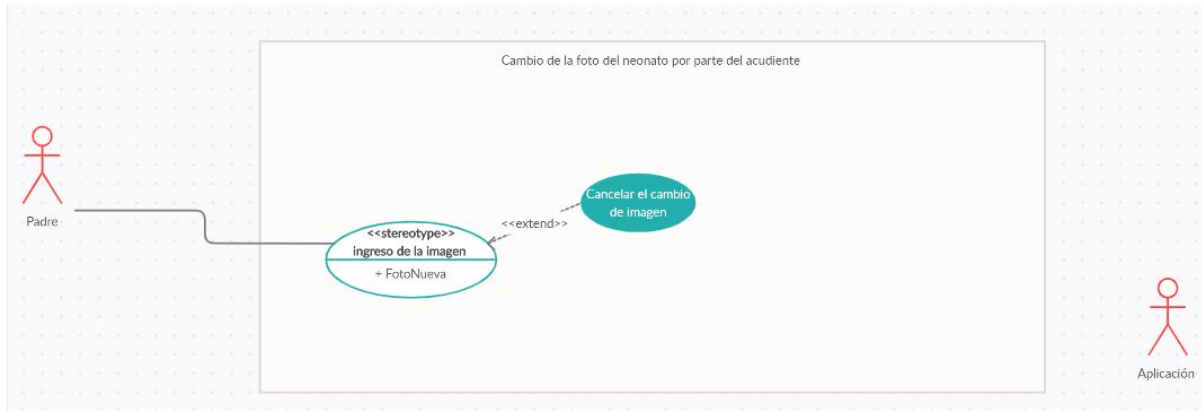 Cambio de la foto del neonato por parte del acudiente
Padre
<<stereotype>>
ingreso de la imagen
+ FotoNueva
<<extend>>
Cancelar el cambio
de imagen
Aplicación